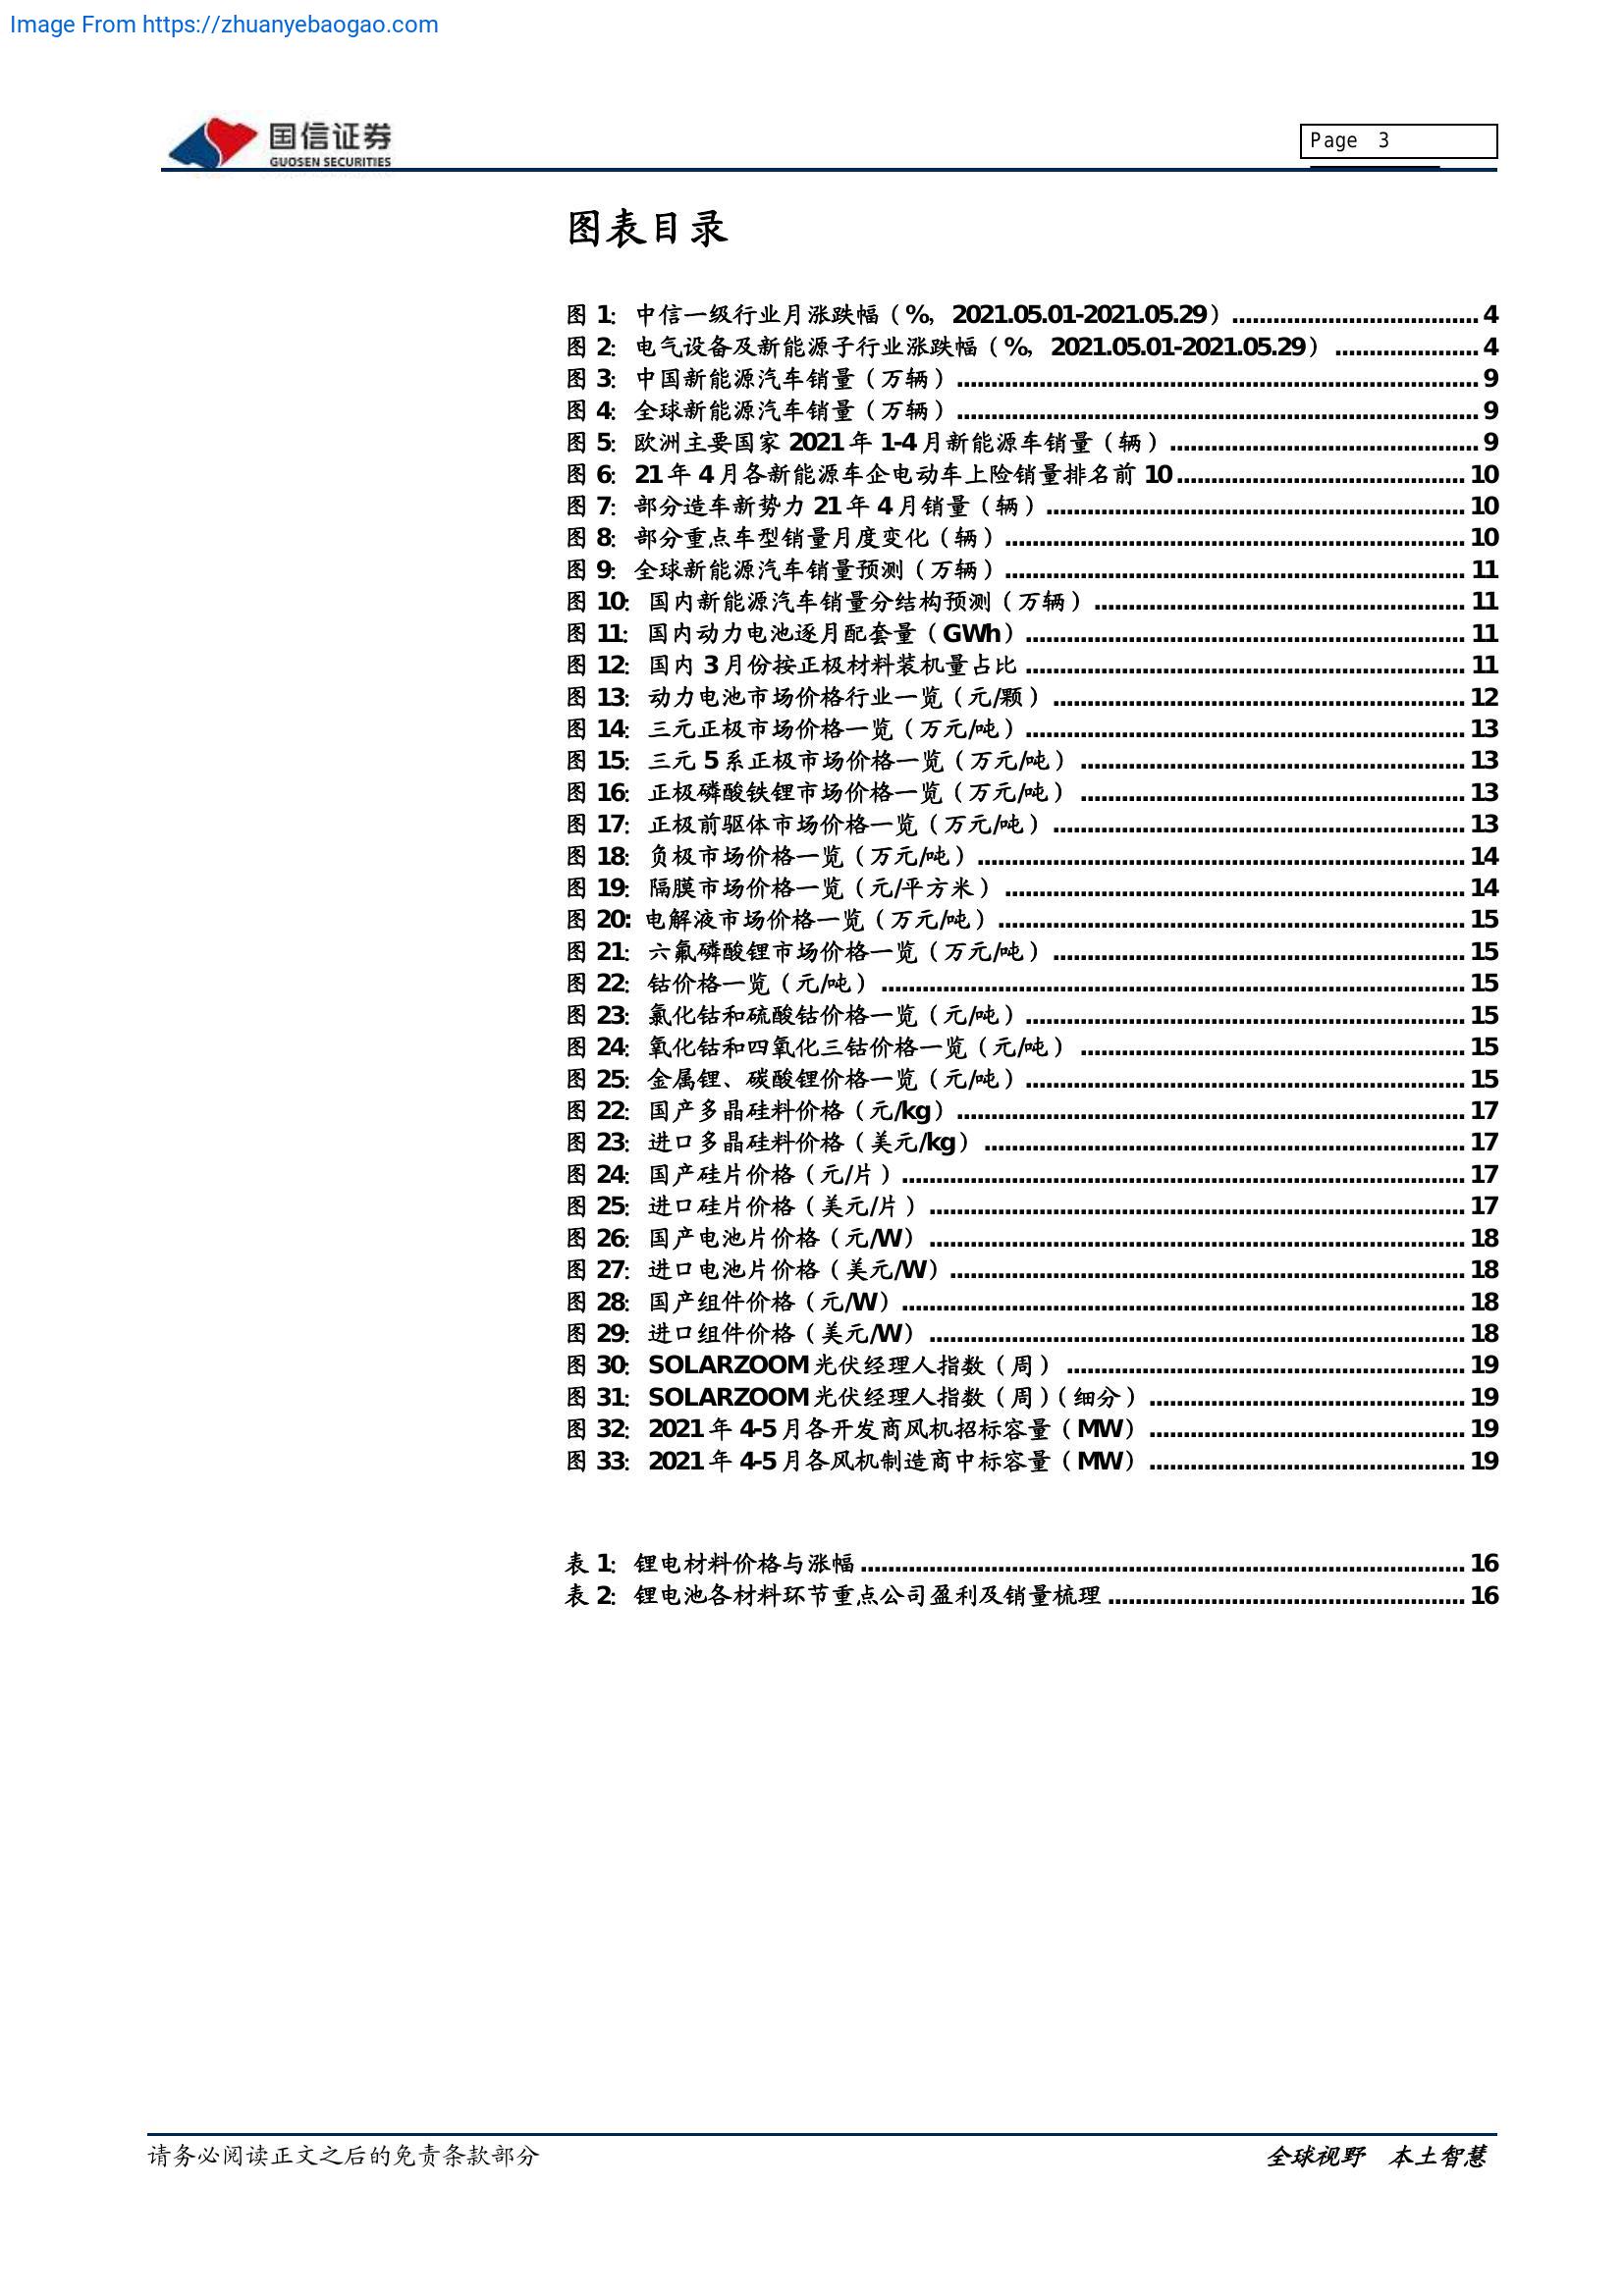 Image From https://zhuanyebaogao.com
国信证券
GUOSEN SECURITIES
Page 3
图表目录
图 1：中信一级行业月涨跌幅（%，2021.05.01-2021.05.29）.................................... 4
图 2：电气设备及新能源子行业涨跌幅（%，2021.05.01-2021.05.29）..................... 4
图 3：中国新能源汽车销量（万辆）............................................................................ 9
图 4：全球新能源汽车销量（万辆）............................................................................ 9
图 5：欧洲主要国家 2021 年 1-4 月新能源车销量（辆）............................................. 9
图 6：21 年 4 月各新能源车企电动车上险销量排名前 10 .......................................... 10
图 7：部分造车新势力 21 年 4 月销量（辆）............................................................. 10
图 8：部分重点车型销量月度变化（辆）................................................................... 10
图 9：全球新能源汽车销量预测（万辆）................................................................... 11
图 10：国内新能源汽车销量分结构预测（万辆）...................................................... 11
图 11：国内动力电池逐月配套量（GWh）................................................................ 11
图 12：国内 3 月份按正极材料装机量占比 ................................................................ 11
图 13：动力电池市场价格行业一览（元/颗）............................................................ 12
图 14：三元正极市场价格一览（万元/吨）................................................................ 13
图 15：三元 5 系正极市场价格一览（万元/吨）........................................................ 13
图 16：正极磷酸铁锂市场价格一览（万元/吨）........................................................ 13
图 17：正极前驱体市场价格一览（万元/吨）............................................................ 13
图 18：负极市场价格一览（万元/吨）....................................................................... 14
图 19：隔膜市场价格一览（元/平方米）................................................................... 14
图 20: 电解液市场价格一览（万元/吨）.................................................................... 15
图 21：六氟磷酸锂市场价格一览（万元/吨）............................................................ 15
图 22：钴价格一览（元/吨）..................................................................................... 15
图 23：氯化钴和硫酸钴价格一览（元/吨）................................................................ 15
图 24：氧化钴和四氧化三钴价格一览（元/吨）........................................................ 15
图 25：金属锂、碳酸锂价格一览（元/吨）................................................................ 15
图 22：国产多晶硅料价格（元/kg）.......................................................................... 17
图 23：进口多晶硅料价格（美元/kg）...................................................................... 17
图 24：国产硅片价格（元/片）.................................................................................. 17
图 25：进口硅片价格（美元/片）.............................................................................. 17
图 26：国产电池片价格（元/W）.............................................................................. 18
图 27：进口电池片价格（美元/W）........................................................................... 18
图 28：国产组件价格（元/W）.................................................................................. 18
图 29：进口组件价格（美元/W）.............................................................................. 18
图 30：SOLARZOOM 光伏经理人指数（周）.......................................................... 19
图 31：SOLARZOOM 光伏经理人指数（周）（细分）.............................................. 19
图 32：2021 年 4-5 月各开发商风机招标容量（MW）.............................................. 19
图 33：2021 年 4-5 月各风机制造商中标容量（MW）.............................................. 19
表 1：锂电材料价格与涨幅 ........................................................................................ 16
表 2：锂电池各材料环节重点公司盈利及销量梳理 .................................................... 16
请务必阅读正文之后的免责条款部分
全球视野 本土智慧